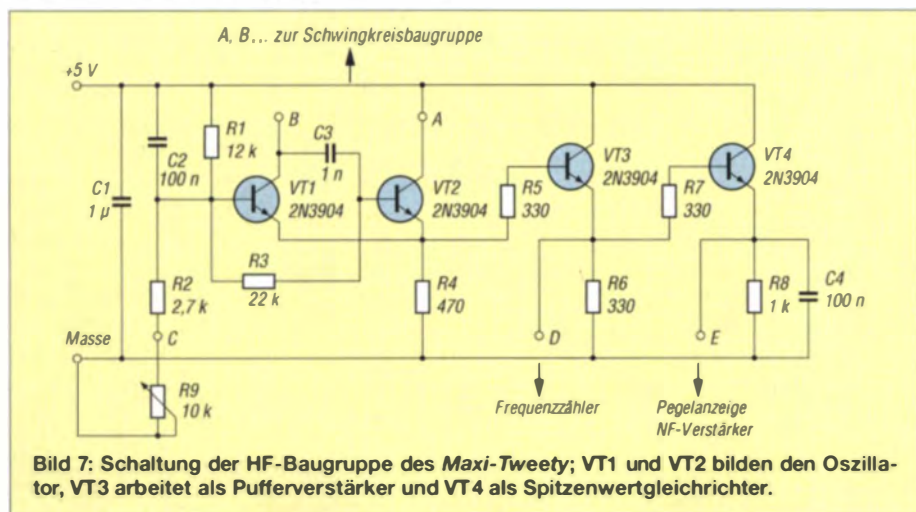 A, B,.. zur Schwingkreisbaugruppe
+5 V
B
A
R1
12 k
C3
1 n
C2
100 n
VT1
2N3904
VT2
2N3904
VT3
2N3904
VT4
2N3904
C1
1 µ
R5
330
R7
330
R3
22 k
R2
2,7 k
R4
470
R6
330
R8
1 k
C4
100 n
Masse
C
D
E
R9
10 k
Frequenzzähler
Pegelanzeige
NF-Verstärker
Bild 7: Schaltung der HF-Baugruppe des Maxi-Tweety; VT1 und VT2 bilden den Oszilla-
tor, VT3 arbeitet als Pufferverstärker und VT4 als Spitzenwertgleichrichter.